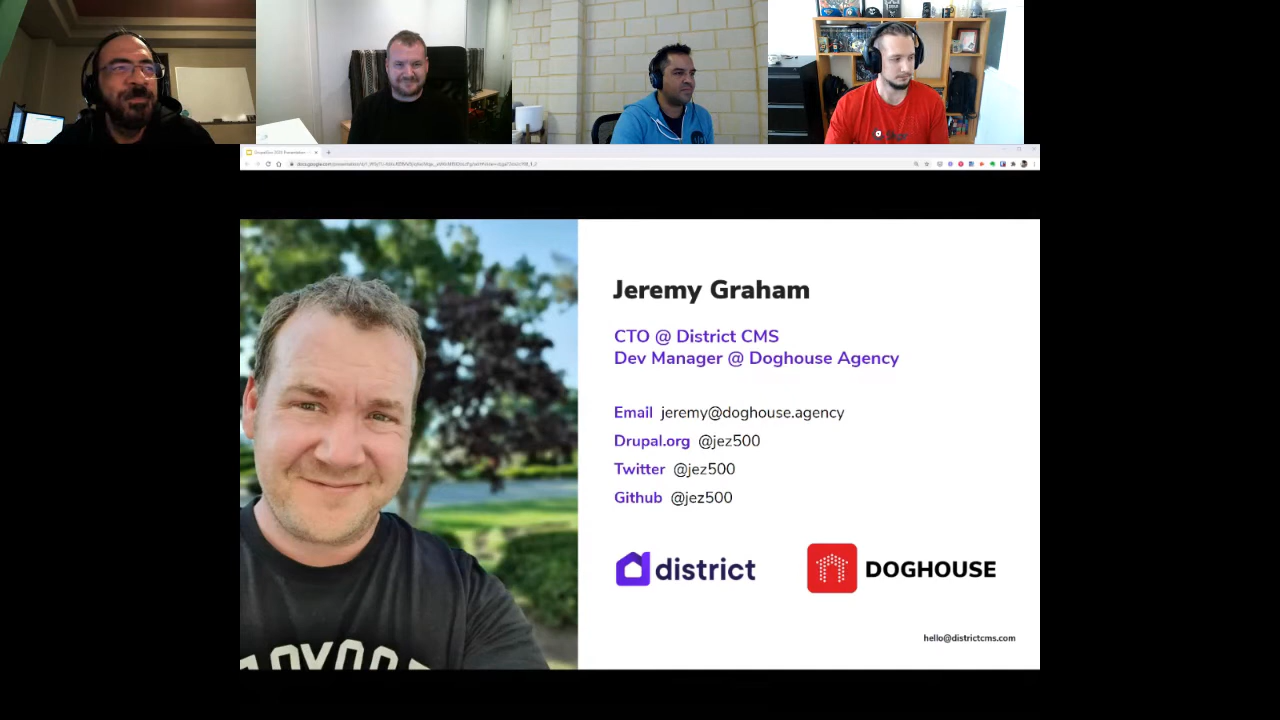 Jeremy Graham
CTO @ District CMS
Dev Manager @ Doghouse Agency
Email jeremy@doghouse.agency
Drupal.org @jez500
Twitter @jez500
Github @jez500
district
DOGHOUSE
hello@districtcms.com